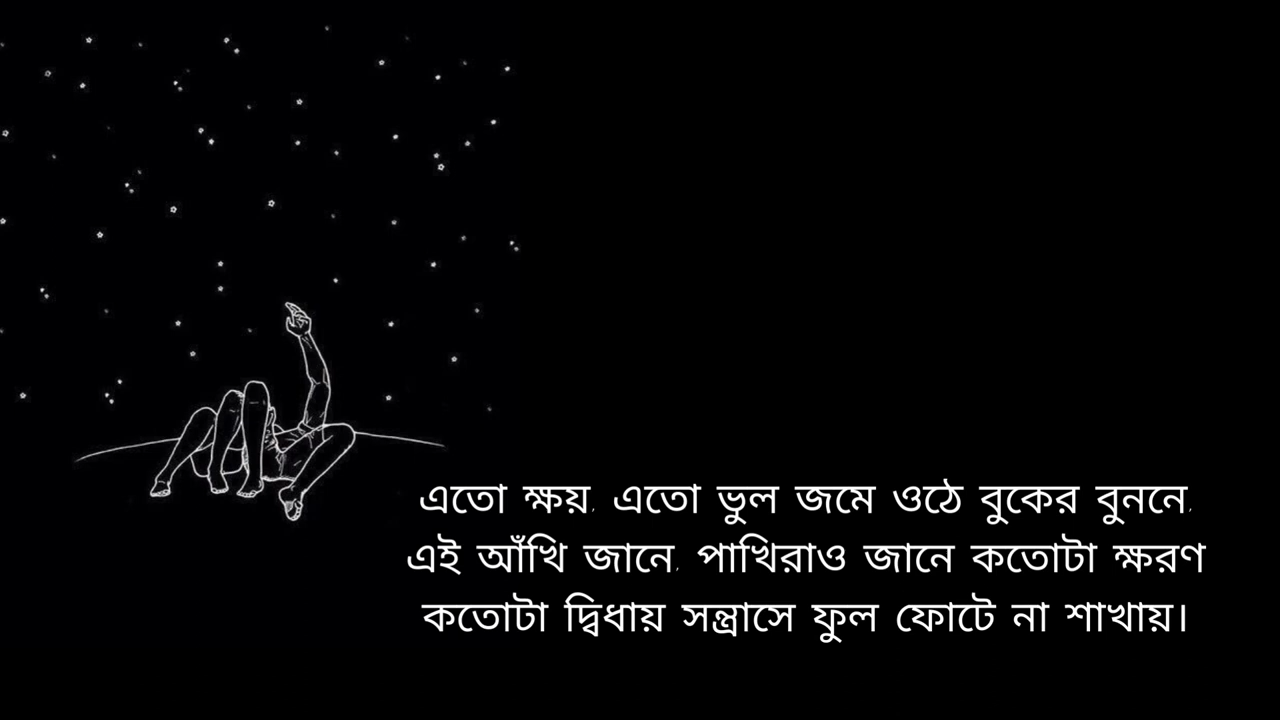 এতো ক্ষয়, এতো ভুল জমে ওঠে বুকের বুননে,
এই আঁখি জানে, পাখিরাও জানে কতোটা ক্ষরণ
কতোটা দ্বিধায় সন্ত্রাসে ফুল ফোটে না শাখায়।